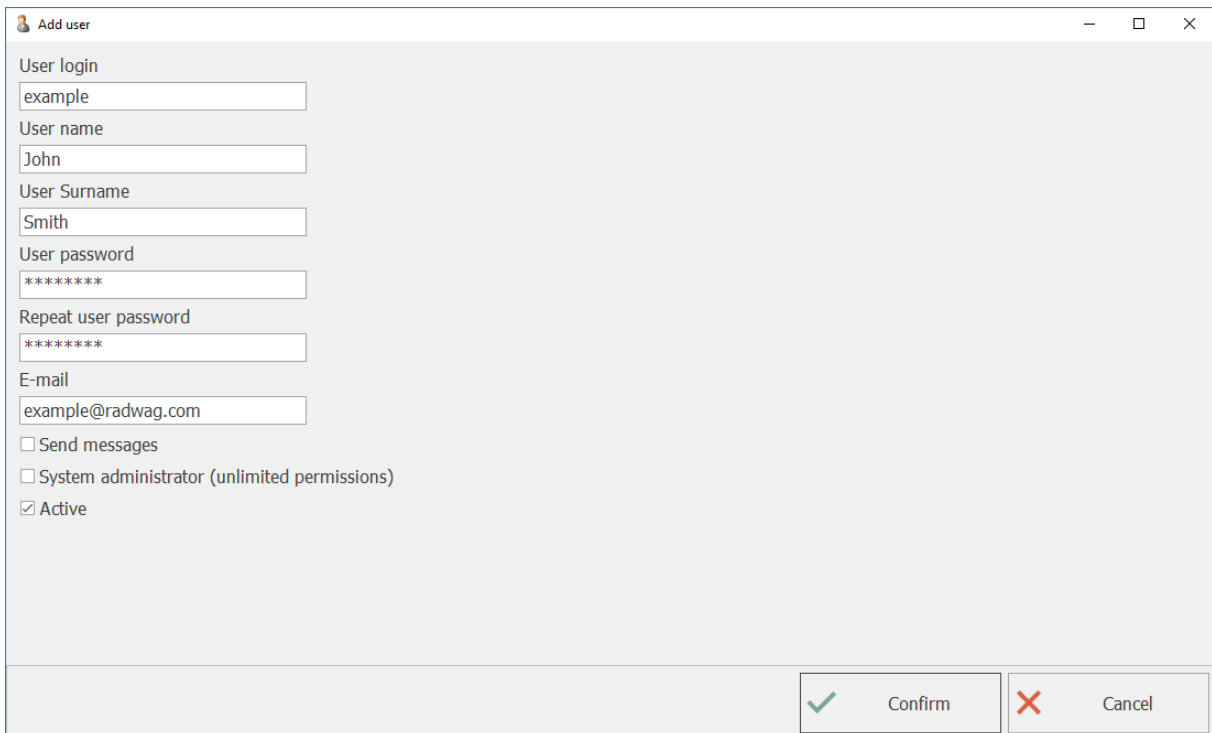 Add user
User login
example
User name
John
User Surname
Smith
User password
********
Repeat user password
********
E-mail
example@radwag.com
Send messages
System administrator (unlimited permissions)
Active
Confirm Cancel